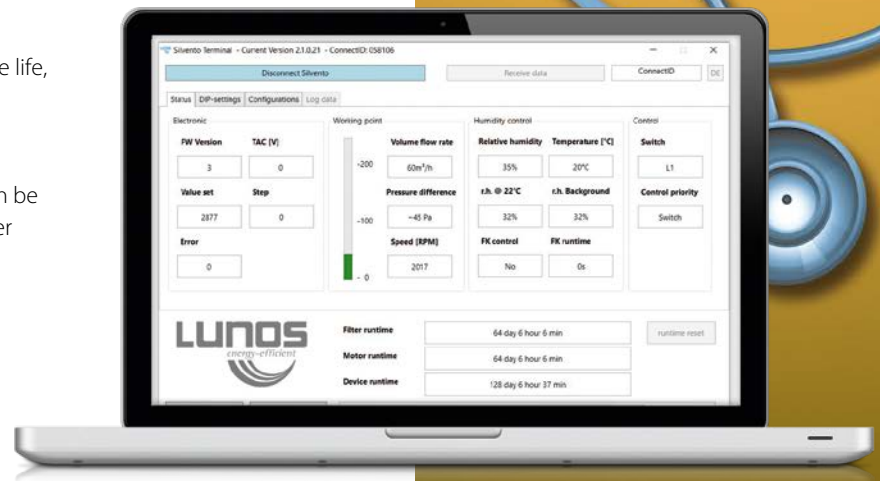 e life,
n be
er
Silvento Terminal - Current Version 2.1.0.21 - ConnectID: 058106
Disconnect Silvento
Receive data
ConnectID
DE
Status DIP-settings Configurations Log data
Electronic
FW Version TAC [V]
3 0
Value set Step
2877 0
Error
0
Working point
-200
-100
- 0
Volume flow rate
60m³/h
Pressure difference
~45 Pa
Speed [RPM]
2017
Humidity control
Relative humidity Temperature [°C]
35% 20°C
r.h. @ 22°C r.h. Background
32% 32%
FK control FK runtime
No 0s
Control
Switch
L1
Control priority
Switch
LUNOS
energy-efficient
Filter runtime 64 day 6 hour 6 min runtime reset
Motor runtime 64 day 6 hour 6 min
Device runtime 128 day 6 hour 37 min